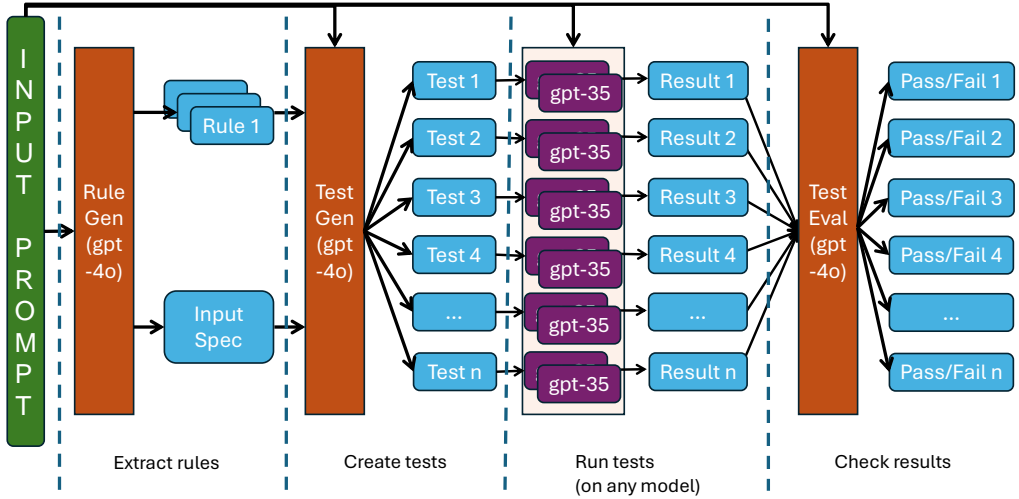 INPUT PROMPT
Rule
Gen
(gpt
-4o)
Rule 1
Input
Spec
Test
Gen
(gpt
-4o)
Test 1
Test 2
Test 3
Test 4
...
Test n
gpt-35
gpt-35
gpt-35
gpt-35
gpt-35
gpt-35
Result 1
Result 2
Result 3
Result 4
...
Result n
Test
Eval
(gpt
-4o)
Pass/Fail 1
Pass/Fail 2
Pass/Fail 3
Pass/Fail 4
...
Pass/Fail n
Extract rules
Create tests
Run tests
(on any model)
Check results